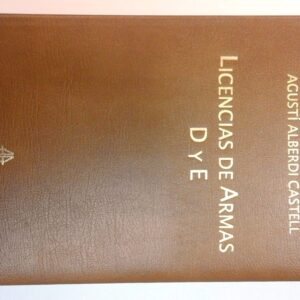 AGUSTÍ ALBERDI CASTELL
LICENCIAS DE ARMAS
D Y E